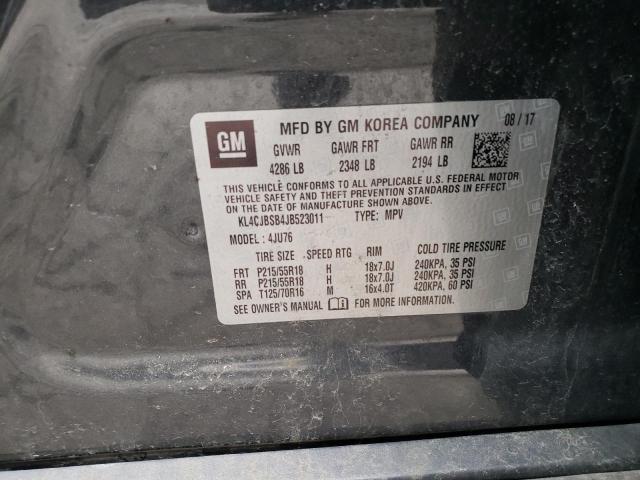 GM
MFD BY GM KOREA COMPANY 08 / 17
GVWR GAWR FRT GAWR RR
4286 LB 2348 LB 2194 LB
THIS VEHICLE CONFORMS TO ALL APPLICABLE U.S. FEDERAL MOTOR
VEHICLE SAFETY AND THEFT PREVENTION STANDARDS IN EFFECT
ON THE DATE OF MANUFACTURE SHOWN ABOVE.
KL4CJBSB4JB523011 TYPE: MPV
MODEL : 4JU76
TIRE SIZE SPEED RTG RIM COLD TIRE PRESSURE
FRT P215/55R18 H 18x7.0J 240KPA, 35 PSI
RR P215/55R18 H 18x7.0J 240KPA, 35 PSI
SPA T125/70R16 M 16x4.0T 420KPA, 60 PSI
SEE OWNER'S MANUAL FOR MORE INFORMATION.